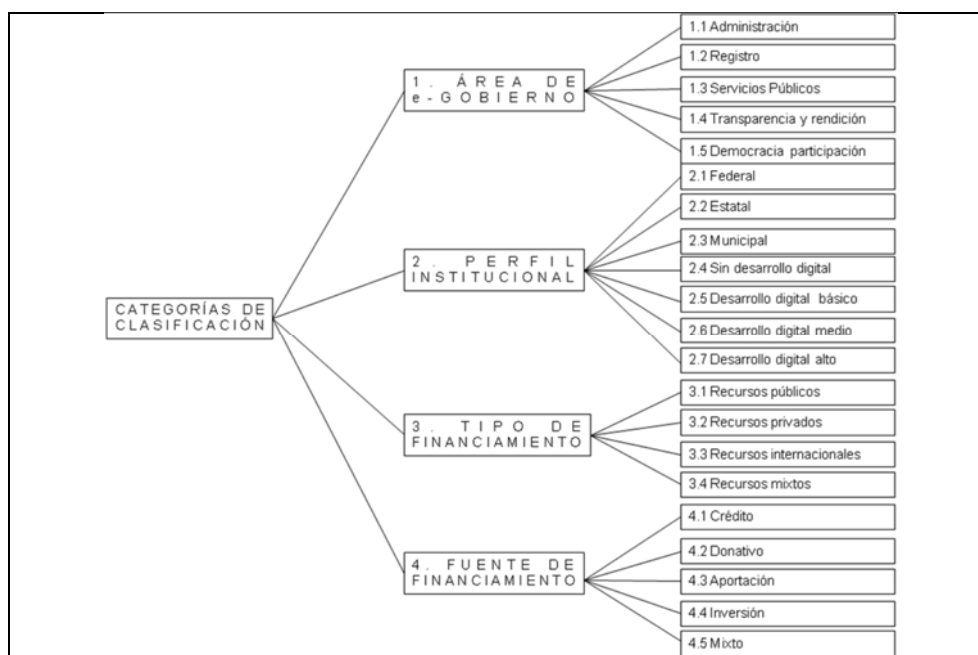 CATEGORÍAS DE
CLASIFICACIÓN
1. ÁREA DE
e-GOBIERNO
1.1 Administración
1.2 Registro
1.3 Servicios Públicos
1.4 Transparencia y rendición
1.5 Democracia participación
2. PERFIL
INSTITUCIONAL
2.1 Federal
2.2 Estatal
2.3 Municipal
2.4 Sin desarrollo digital
2.5 Desarrollo digital básico
2.6 Desarrollo digital medio
2.7 Desarrollo digital alto
3. TIPO DE
FINANCIAMIENTO
3.1 Recursos públicos
3.2 Recursos privados
3.3 Recursos internacionales
3.4 Recursos mixtos
4. FUENTE DE
FINANCIAMIENTO
4.1 Crédito
4.2 Donativo
4.3 Aportación
4.4 Inversión
4.5 Mixto